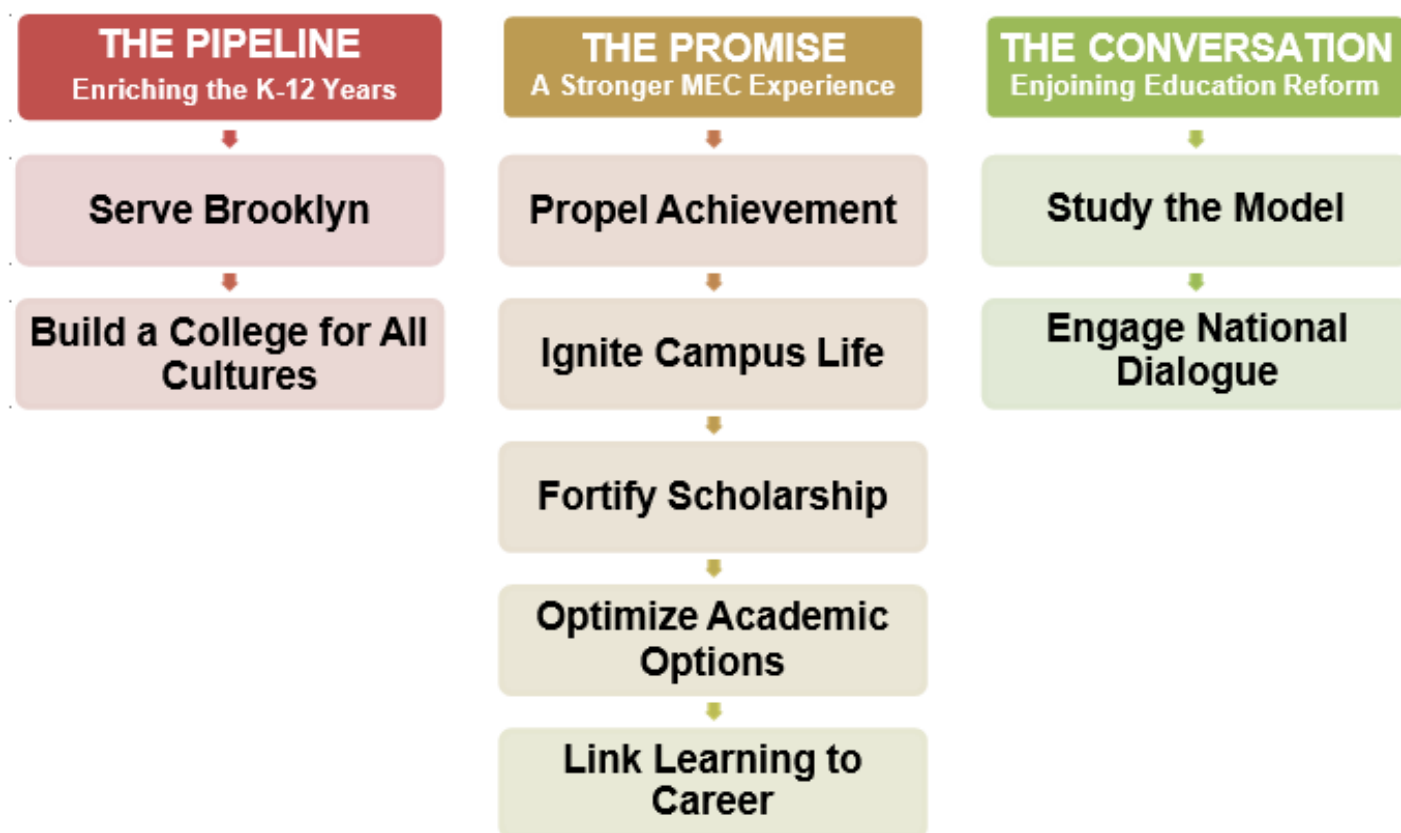 THE PIPELINE
Enriching the K-12 Years
Serve Brooklyn
Build a College for All
Cultures
THE PROMISE
A Stronger MEC Experience
Propel Achievement
Ignite Campus Life
Fortify Scholarship
Optimize Academic
Options
Link Learning to
Career
THE CONVERSATION
Enjoining Education Reform
Study the Model
Engage National
Dialogue